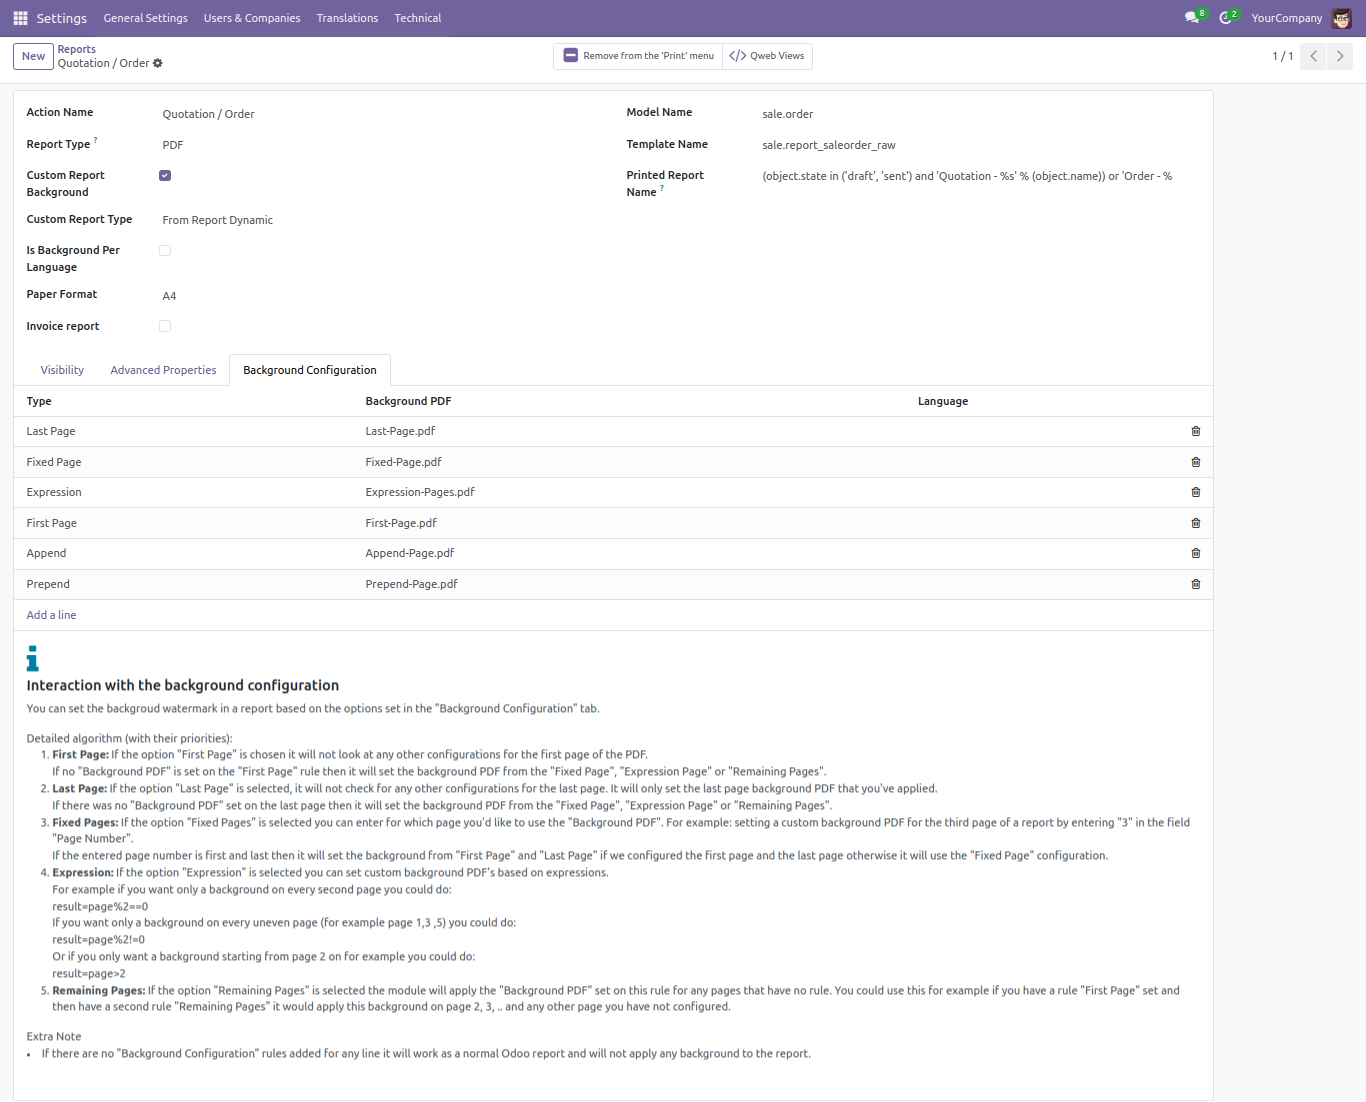 Settings General Settings Users & Companies Translations Technical 8 2 YourCompany
New Reports
Quotation / Order
Remove from the 'Print' menu </> Qweb Views 1 / 1
Action Name Quotation / Order Model Name sale.order
Report Type ? PDF Template Name sale.report_saleorder_raw
Custom Report Background
Printed Report Name ? (object.state in ('draft', 'sent') and 'Quotation - %s' % (object.name)) or 'Order - %
Custom Report Type From Report Dynamic
Is Background Per Language
Paper Format A4
Invoice report
Visibility Advanced Properties Background Configuration
Type Background PDF Language
Last Page Last-Page.pdf
Fixed Page Fixed-Page.pdf
Expression Expression-Pages.pdf
First Page First-Page.pdf
Append Append-Page.pdf
Prepend Prepend-Page.pdf
Add a line
Interaction with the background configuration
You can set the backgroud watermark in a report based on the options set in the "Background Configuration" tab.
Detailed algorithm (with their priorities):
1. First Page: If the option "First Page" is chosen it will not look at any other configurations for the first page of the PDF.
If no "Background PDF" is set on the "First Page" rule then it will set the background PDF from the "Fixed Page", "Expression Page" or "Remaining Pages".
2. Last Page: If the option "Last Page" is selected, it will not check for any other configurations for the last page. It will only set the last page background PDF that you've applied.
If there was no "Background PDF" set on the last page then it will set the background PDF from the "Fixed Page", "Expression Page" or "Remaining Pages".
3. Fixed Pages: If the option "Fixed Pages" is selected you can enter for which page you'd like to use the "Background PDF". For example: setting a custom background PDF for the third page of a report by entering "3" in the field
"Page Number".
If the entered page number is first and last then it will set the background from "First Page" and "Last Page" if we configured the first page and the last page otherwise it will use the "Fixed Page" configuration.
4. Expression: If the option "Expression" is selected you can set custom background PDF's based on expressions.
For example if you want only a background on every second page you could do:
result=page%2==0
If you want only a background on every uneven page (for example page 1,3 ,5) you could do:
result=page%2!=0
Or if you only want a background starting from page 2 on for example you could do:
result=page>2
5. Remaining Pages: If the option "Remaining Pages" is selected the module will apply the "Background PDF" set on this rule for any pages that have no rule. You could use this for example if you have a rule "First Page" set and
then have a second rule "Remaining Pages" it would apply this background on page 2, 3, .. and any other page you have not configured.
Extra Note
• If there are no "Background Configuration" rules added for any line it will work as a normal Odoo report and will not apply any background to the report.